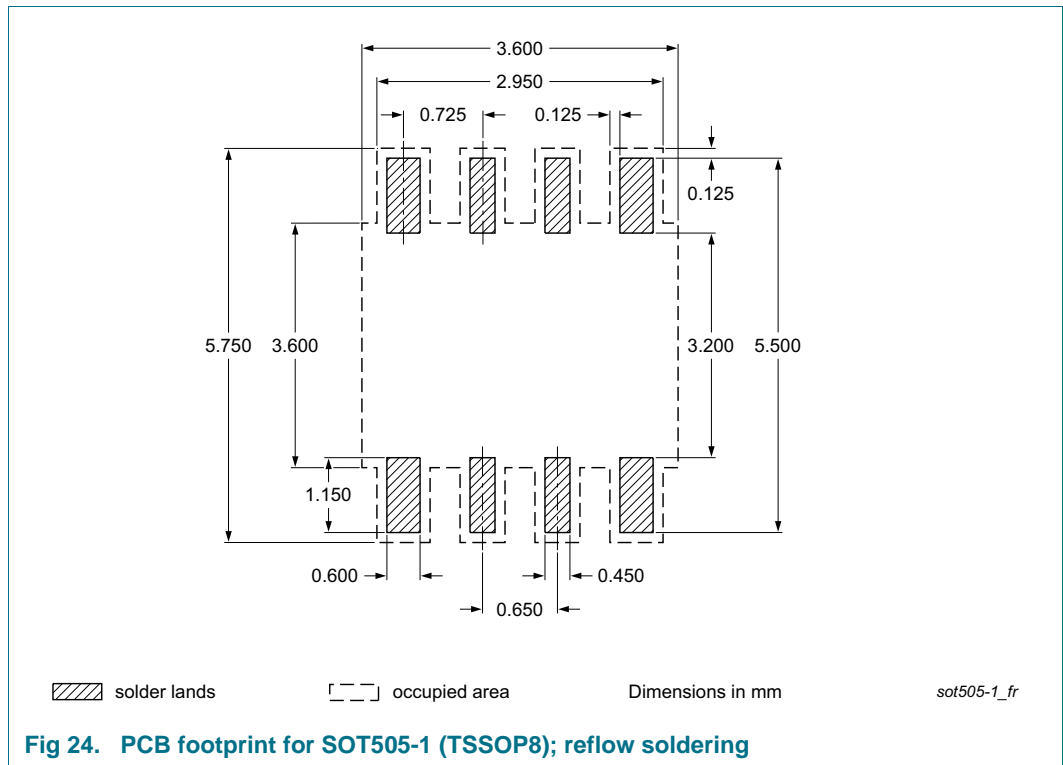 3.600
2.950
0.725
0.125
0.125
5.750
3.600
3.200
5.500
1.150
0.600
0.450
0.650
solder lands
occupied area
Dimensions in mm
sot505-1_fr
Fig 24. PCB footprint for SOT505-1 (TSSOP8); reflow soldering